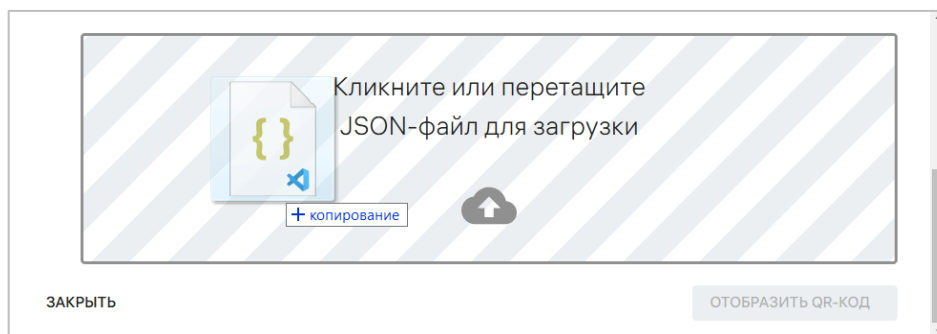 Кликните или перетащите
JSON-файл для загрузки
{ }
+ копирование
ЗАКРЫТЬ
ОТОБРАЗИТЬ QR-КОД